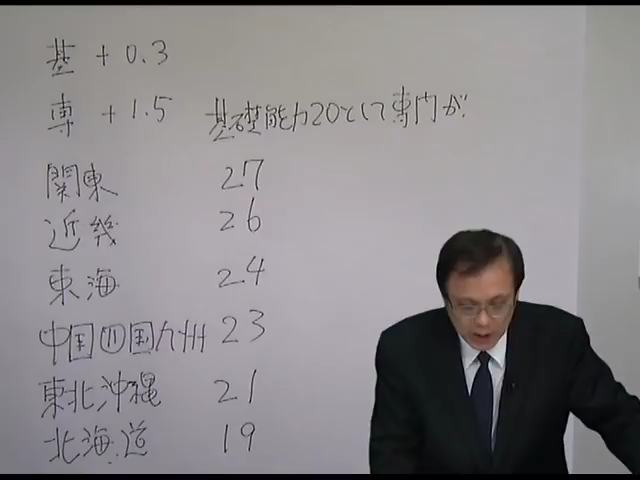 基 + 0.3
専 + 1.5 基礎能力20として専門が
関東 27
近畿 26
東海 24
中国四国九州 23
東北沖縄 21
北海道 19